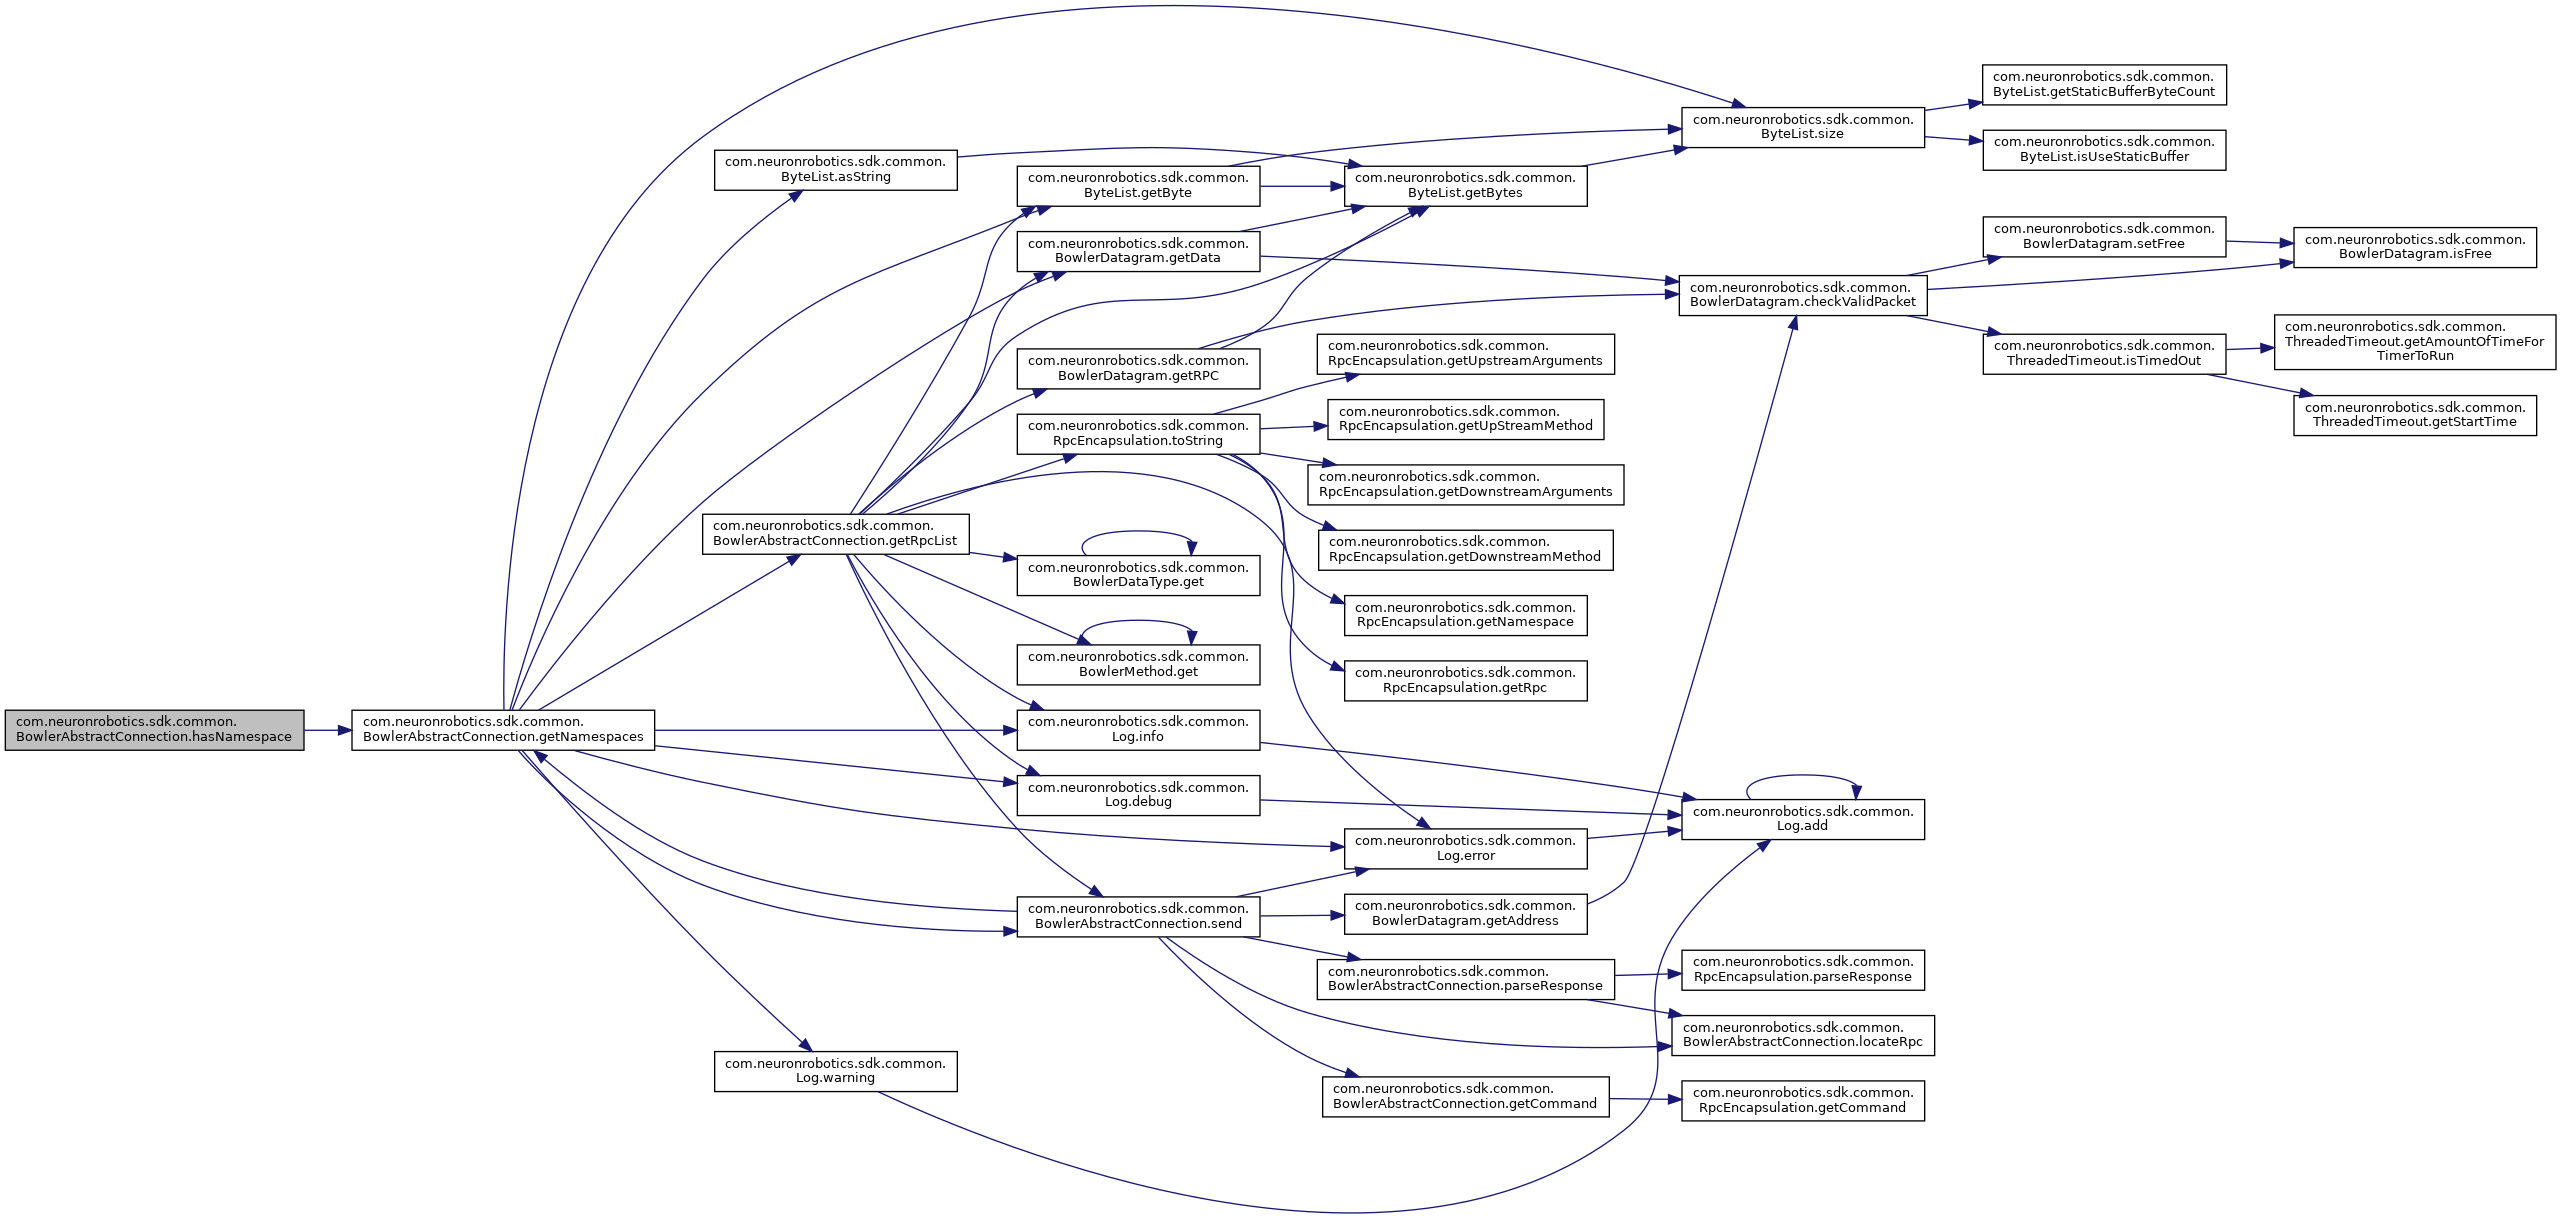 com.neuronrobotics.sdk.common.
BowlerAbstractConnection.hasNamespace
com.neuronrobotics.sdk.common.
BowlerAbstractConnection.getNamespaces
com.neuronrobotics.sdk.common.
ByteList.asString
com.neuronrobotics.sdk.common.
BowlerAbstractConnection.getRpcList
com.neuronrobotics.sdk.common.
Log.warning
com.neuronrobotics.sdk.common.
ByteList.getByte
com.neuronrobotics.sdk.common.
BowlerDatagram.getData
com.neuronrobotics.sdk.common.
BowlerDatagram.getRPC
com.neuronrobotics.sdk.common.
RpcEncapsulation.toString
com.neuronrobotics.sdk.common.
BowlerDataType.get
com.neuronrobotics.sdk.common.
BowlerMethod.get
com.neuronrobotics.sdk.common.
Log.info
com.neuronrobotics.sdk.common.
Log.debug
com.neuronrobotics.sdk.common.
BowlerAbstractConnection.send
com.neuronrobotics.sdk.common.
ByteList.getBytes
com.neuronrobotics.sdk.common.
RpcEncapsulation.getUpstreamArguments
com.neuronrobotics.sdk.common.
RpcEncapsulation.getUpStreamMethod
com.neuronrobotics.sdk.common.
RpcEncapsulation.getDownstreamArguments
com.neuronrobotics.sdk.common.
RpcEncapsulation.getDownstreamMethod
com.neuronrobotics.sdk.common.
RpcEncapsulation.getNamespace
com.neuronrobotics.sdk.common.
RpcEncapsulation.getRpc
com.neuronrobotics.sdk.common.
Log.error
com.neuronrobotics.sdk.common.
BowlerDatagram.getAddress
com.neuronrobotics.sdk.common.
BowlerAbstractConnection.parseResponse
com.neuronrobotics.sdk.common.
BowlerAbstractConnection.getCommand
com.neuronrobotics.sdk.common.
ByteList.size
com.neuronrobotics.sdk.common.
BowlerDatagram.checkValidPacket
com.neuronrobotics.sdk.common.
Log.add
com.neuronrobotics.sdk.common.
RpcEncapsulation.parseResponse
com.neuronrobotics.sdk.common.
BowlerAbstractConnection.locateRpc
com.neuronrobotics.sdk.common.
RpcEncapsulation.getCommand
com.neuronrobotics.sdk.common.
ByteList.getStaticBufferByteCount
com.neuronrobotics.sdk.common.
ByteList.isUseStaticBuffer
com.neuronrobotics.sdk.common.
BowlerDatagram.setFree
com.neuronrobotics.sdk.common.
ThreadedTimeout.isTimedOut
com.neuronrobotics.sdk.common.
BowlerDatagram.isFree
com.neuronrobotics.sdk.common.
ThreadedTimeout.getAmountOfTimeFor
TimerToRun
com.neuronrobotics.sdk.common.
ThreadedTimeout.getStartTime